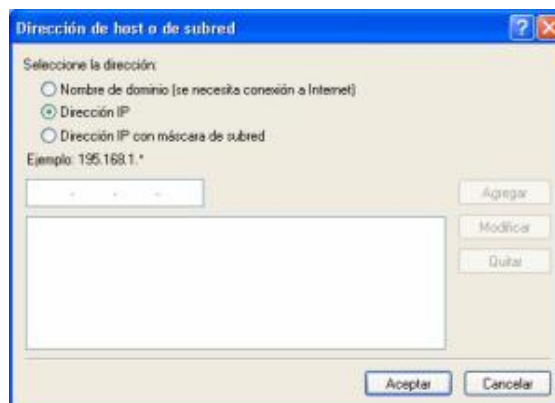 Dirección de host o de subred
Seleccione la dirección:
Nombre de dominio (se necesita conexión a Internet)
Dirección IP
Dirección IP con máscara de subred
Ejemplo: 195.168.1.*
Agregar
Modificar
Quitar
Aceptar
Cancelar